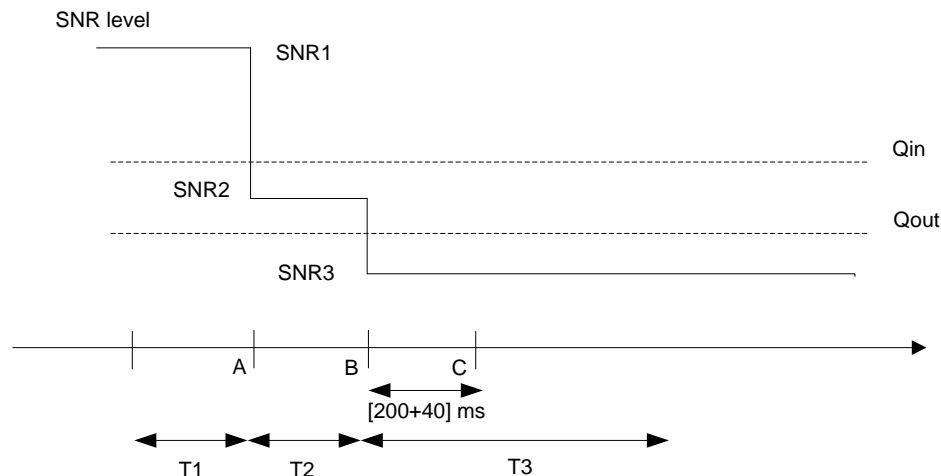 SNR level
SNR1
Qin
SNR2
Qout
SNR3
A B C
[200+40] ms
T1 T2 T3